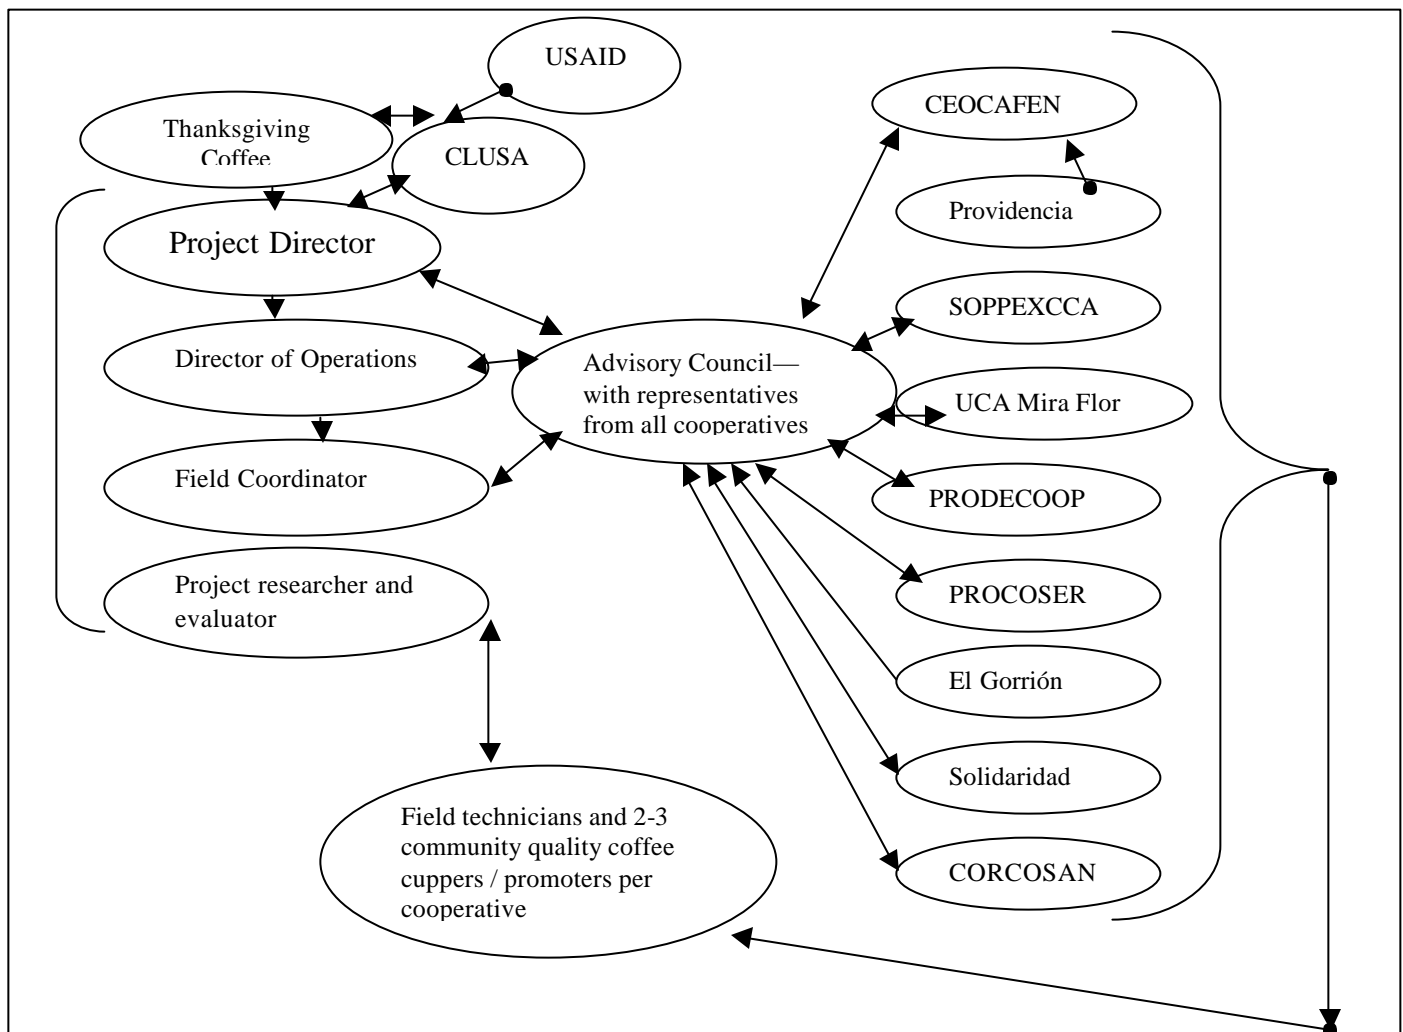 USAID
Thanksgiving
Coffee
CLUSA
Project Director
Director of Operations
Field Coordinator
Project researcher and
evaluator
Advisory Council—
with representatives
from all cooperatives
Field technicians and 2-3
community quality coffee
cuppers / promoters per
cooperative
CEOCAFEN
Providencia
SOPPEXCCA
UCA Mira Flor
PRODECOOP
PROCOSER
El Gorrión
Solidaridad
CORCOSAN